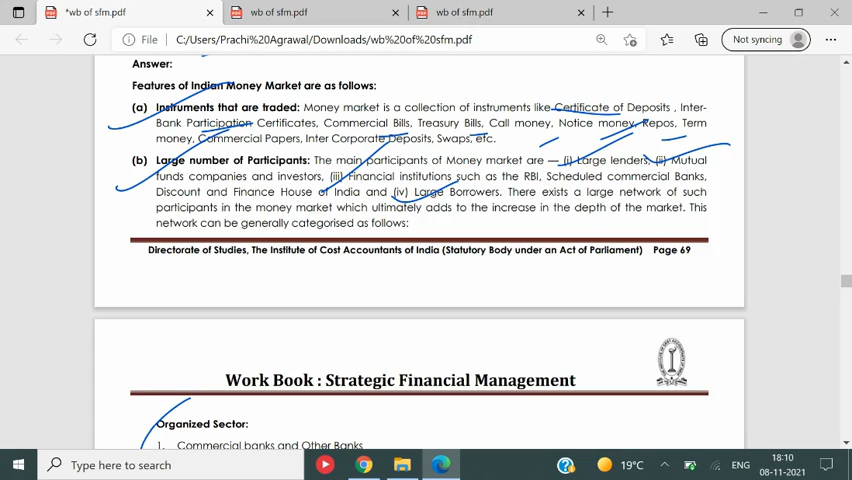 *wb of sfm.pdf
wb of sfm.pdf
wb of sfm.pdf
File
C:/Users/Prachi%20Agrawal/Downloads/wb%20of%20sfm.pdf
Not syncing
Answer:
Features of Indian Money Market are as follows:
(a) Instruments that are traded: Money market is a collection of instruments like Certificate of Deposits , Inter-
Bank Participation Certificates, Commercial Bills, Treasury Bills, Call money, Notice money, Repos, Term
money, Commercial Papers, Inter Corporate Deposits, Swaps, etc.
(b) Large number of Participants: The main participants of Money market are — (i) Large lenders, (ii) Mutual
funds companies and investors, (iii) Financial institutions such as the RBI, Scheduled commercial Banks,
Discount and Finance House of India and (iv) Large Borrowers. There exists a large network of such
participants in the money market which ultimately adds to the increase in the depth of the market. This
network can be generally categorised as follows:
Directorate of Studies, The Institute of Cost Accountants of India (Statutory Body under an Act of Parliament) Page 69
Work Book : Strategic Financial Management
Organized Sector:
1. Commercial banks and Other Banks
Type here to search
19°C
ENG
18:10
08-11-2021